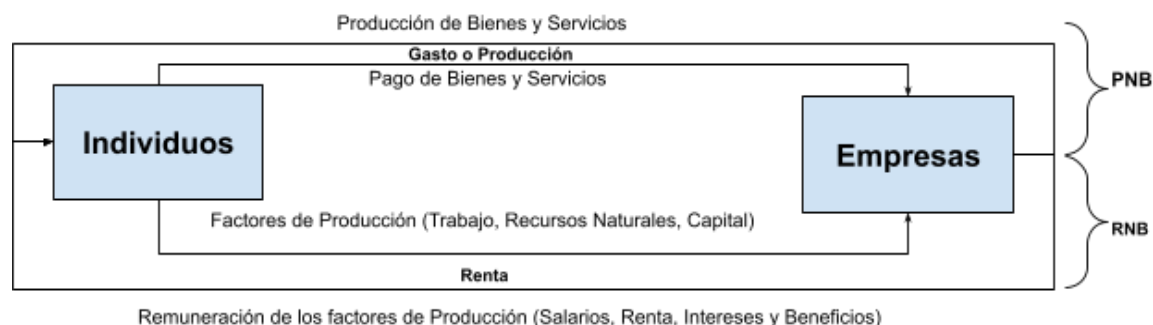 Producción de Bienes y Servicios
Gasto o Producción
Pago de Bienes y Servicios
PNB
Individuos
Empresas
Factores de Producción (Trabajo, Recursos Naturales, Capital)
RNB
Renta
Remuneración de los factores de Producción (Salarios, Renta, Intereses y Beneficios)